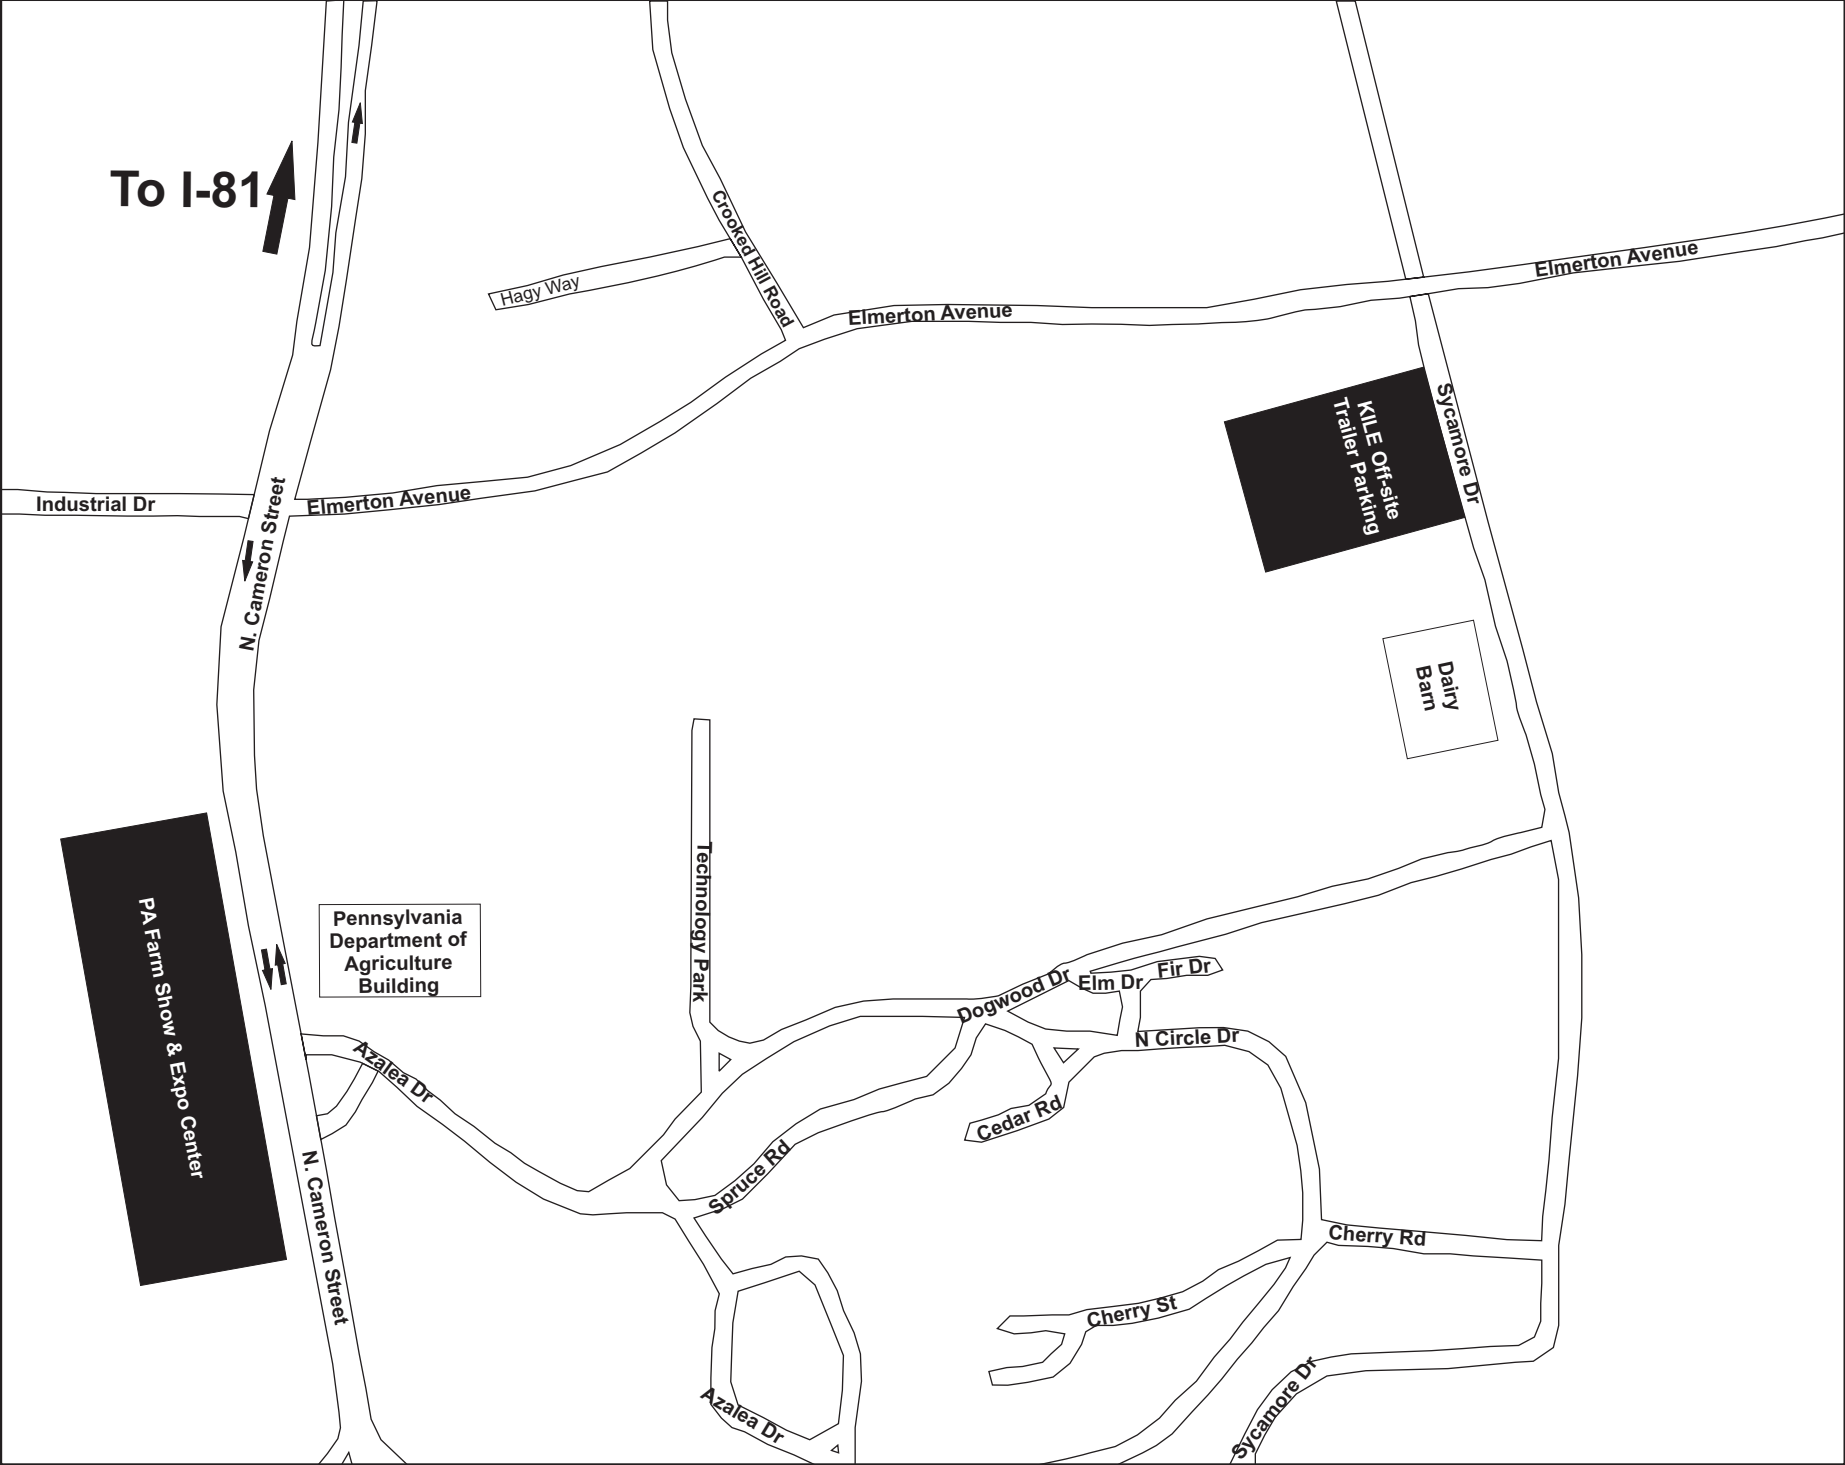 To I-81
Crooked Hill Road
Hagy Way
Elmerton Avenue
Elmerton Avenue
Industrial Dr
Elmerton Avenue
N. Cameron Street
KILE Off-site
Trailer Parking
Sycamore Dr
Dairy
Barn
PA Farm Show & Expo Center
Pennsylvania
Department of
Agriculture
Building
Technology Park
Dogwood Dr
Elm Dr
Fir Dr
N Circle Dr
Azalea Dr
Cedar Rd
Spruce Rd
N. Cameron Street
Cherry Rd
Cherry St
Azalea Dr
Sycamore Dr